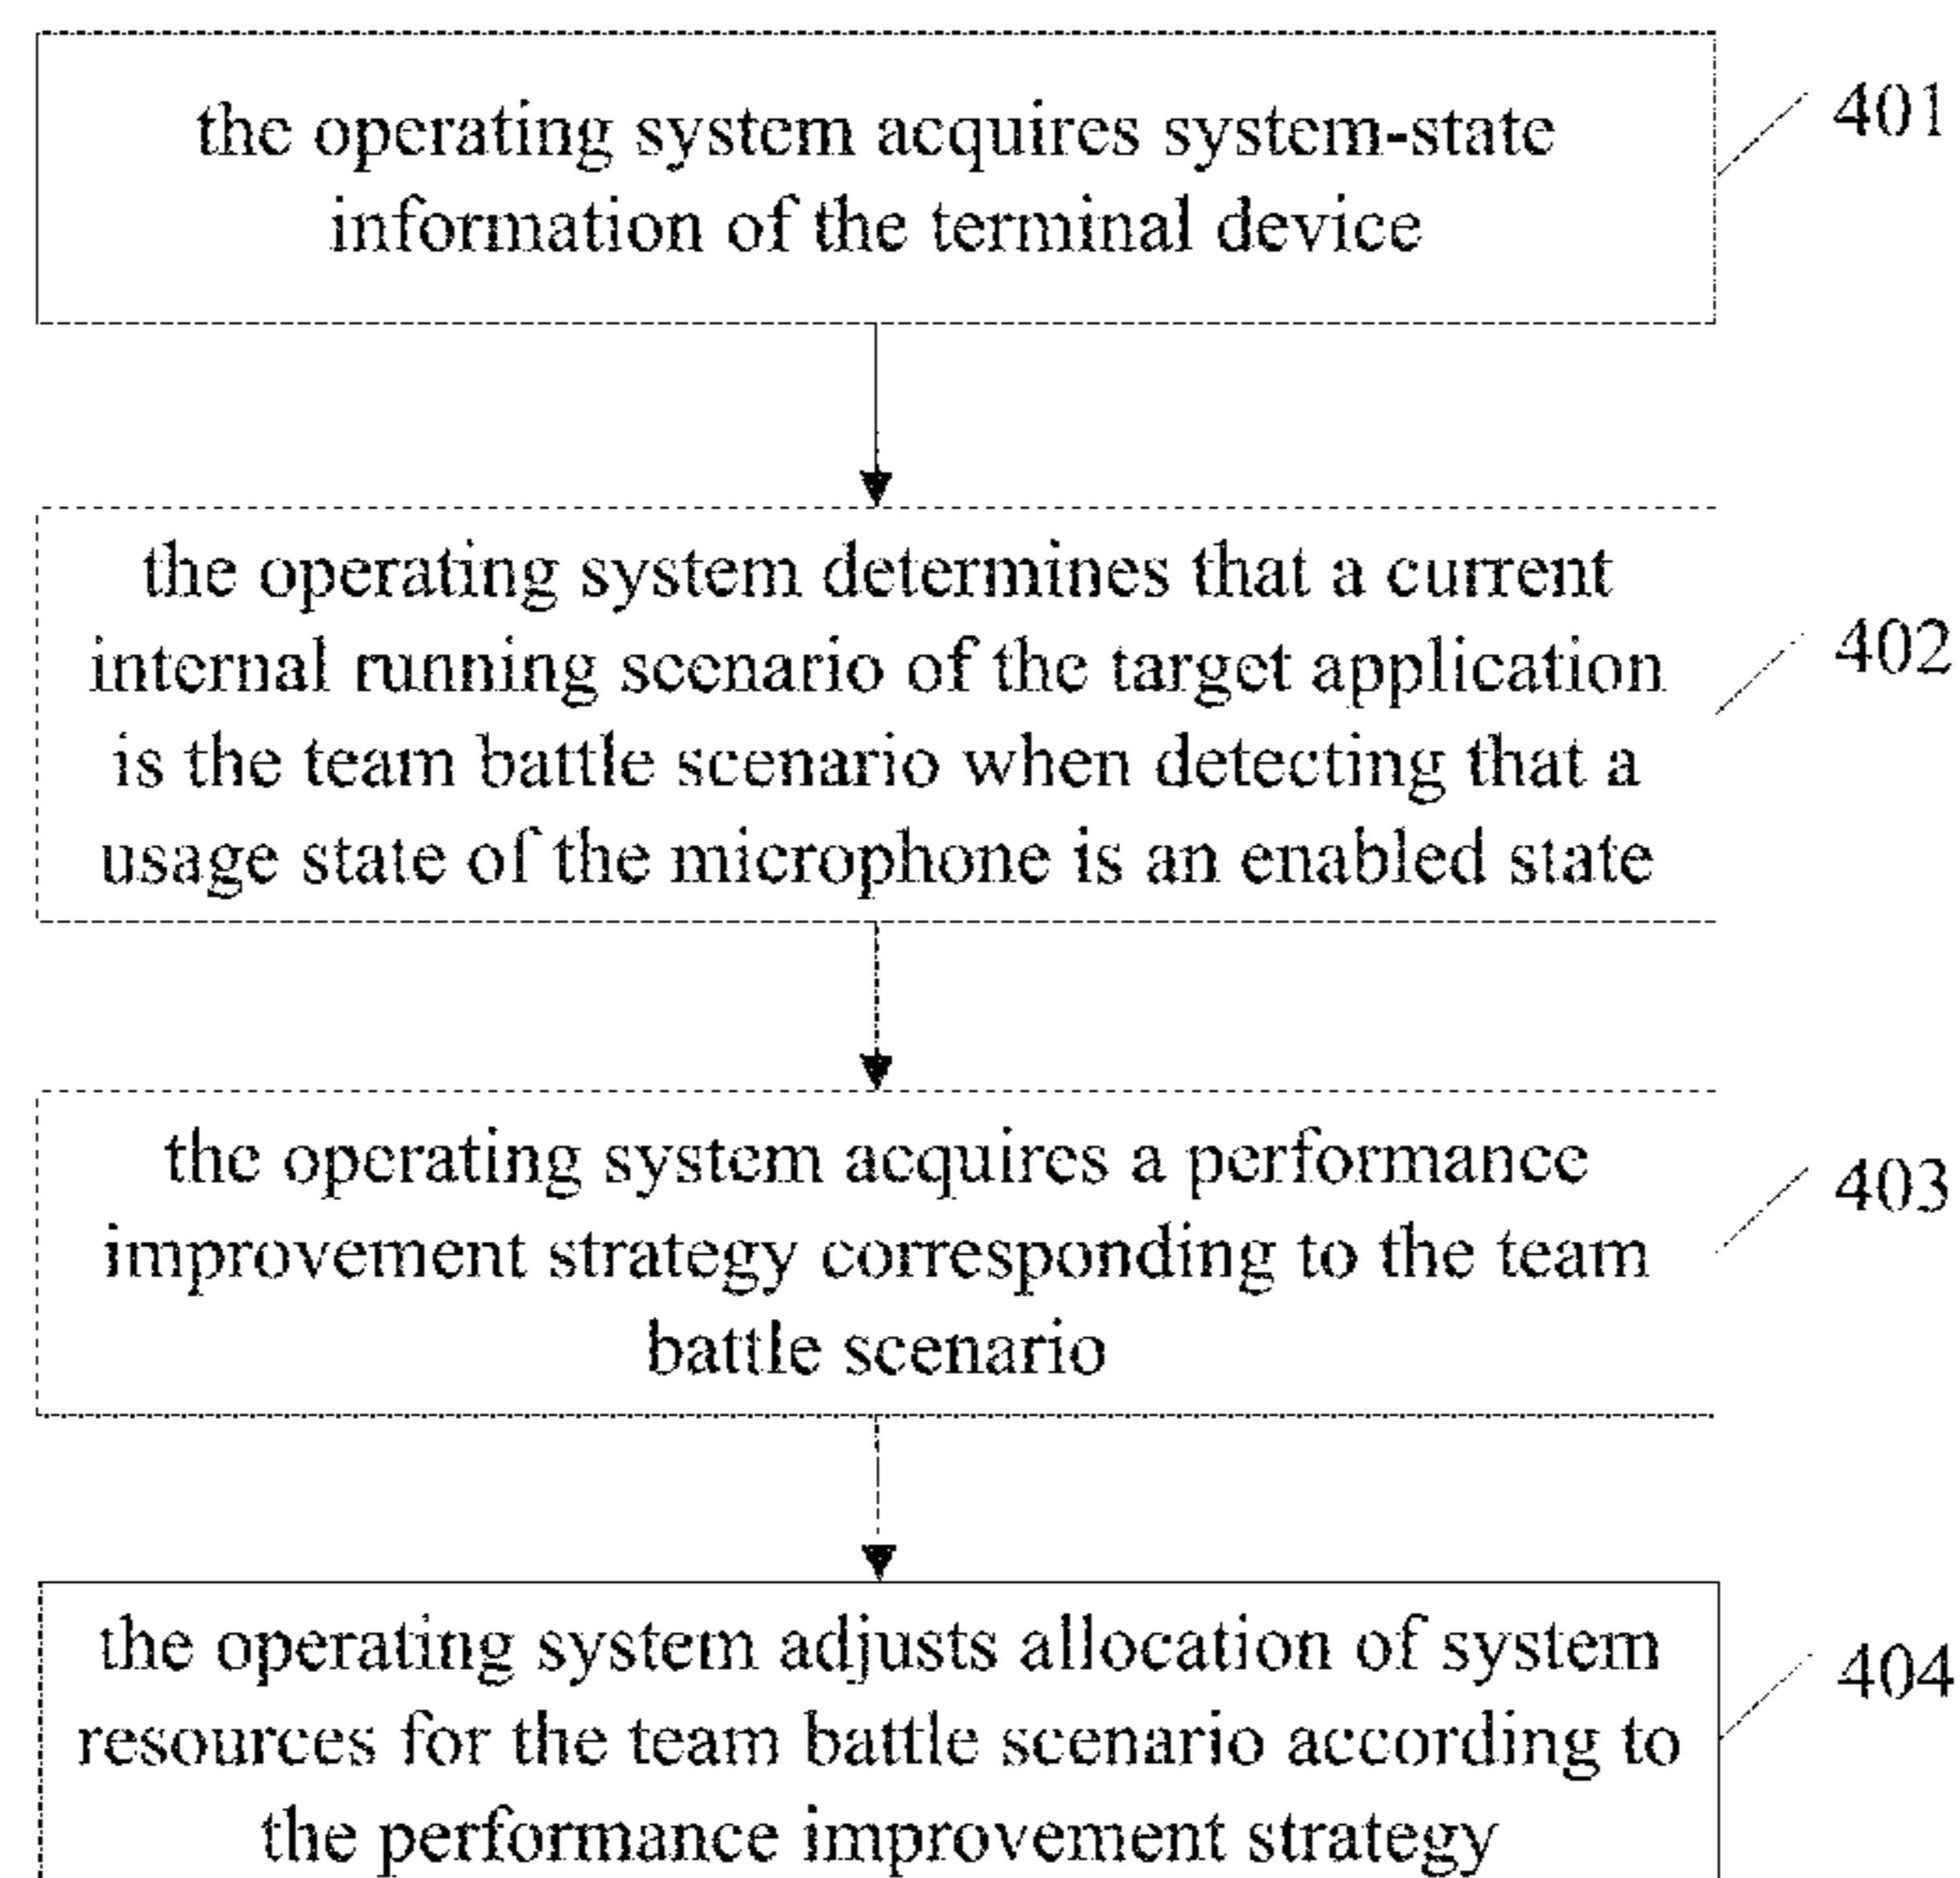 the operating system acquires system-state
information of the terminal device
401
the operating system determines that a current
internal running scenario of the target application
is the team battle scenario when detecting that a
usage state of the microphone is an enabled state
402
the operating system acquires a performance
improvement strategy corresponding to the team
battle scenario
403
the operating system adjusts allocation of system
resources for the team battle scenario according to
the performance improvement strategy
404